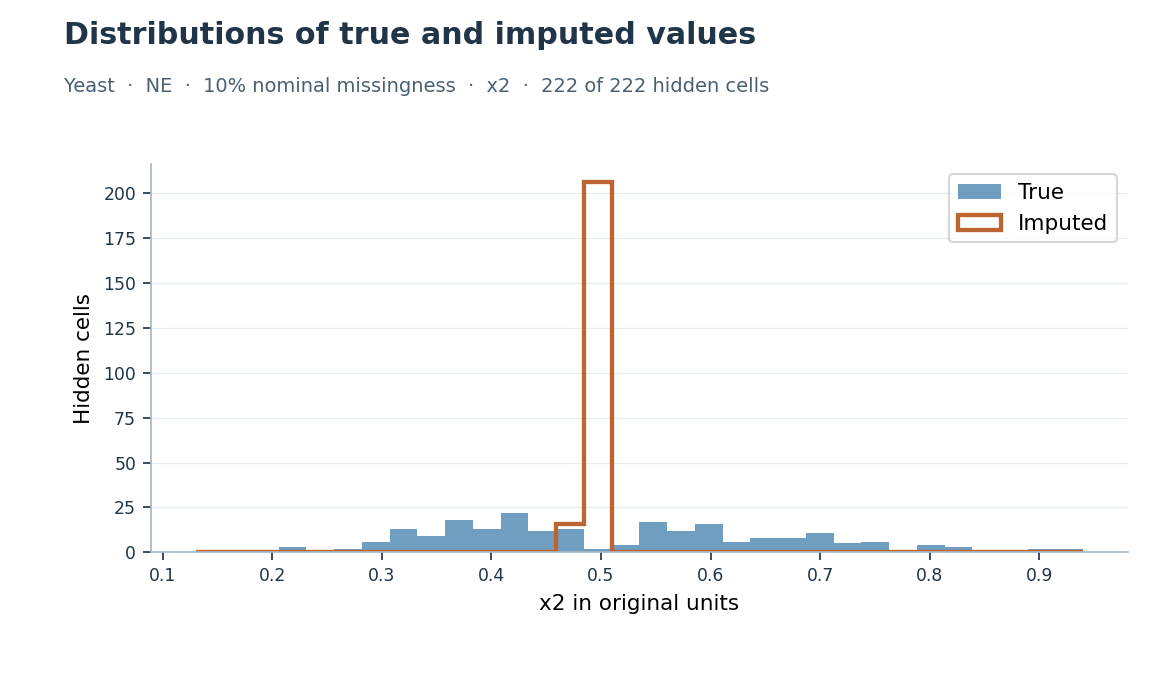 Distributions of true and imputed values
Yeast · NE · 10% nominal missingness · x2 · 222 of 222 hidden cells
True
Imputed
Hidden cells
200
175
150
125
100
75
50
25
0
0.1 0.2 0.3 0.4 0.5 0.6 0.7 0.8 0.9
x2 in original units